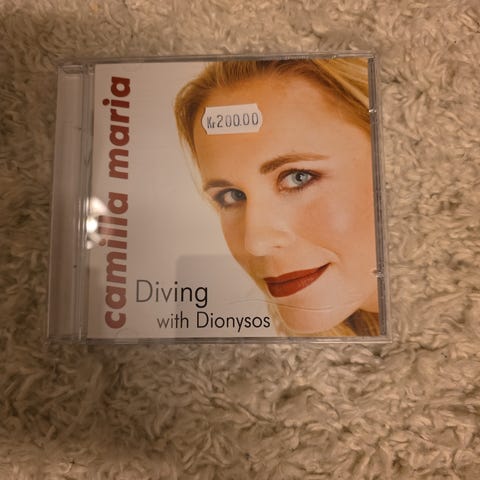 camilla maria
Kr200.00
Diving
with Dionysos